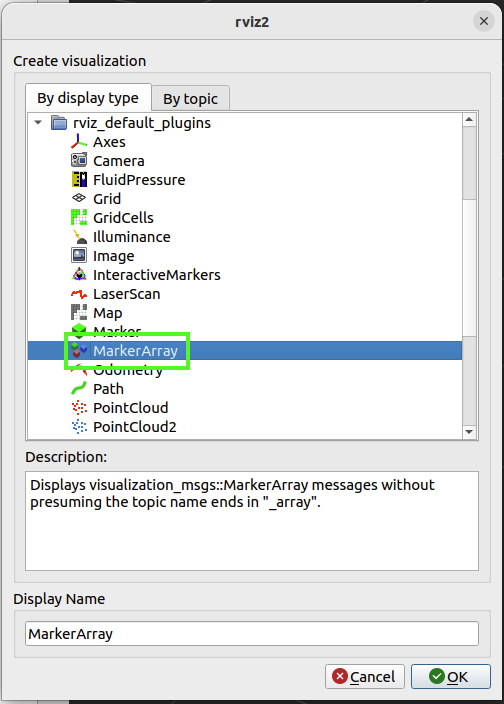 rviz2
Create visualization
By display type By topic
rviz_default_plugins
Axes
Camera
FluidPressure
Grid
GridCells
Illuminance
Image
InteractiveMarkers
LaserScan
Map
Marker
MarkerArray
Odometry
Path
PointCloud
PointCloud2
Description:
Displays visualization_msgs::MarkerArray messages without
presuming the topic name ends in "_array".
Display Name
MarkerArray
Cancel OK